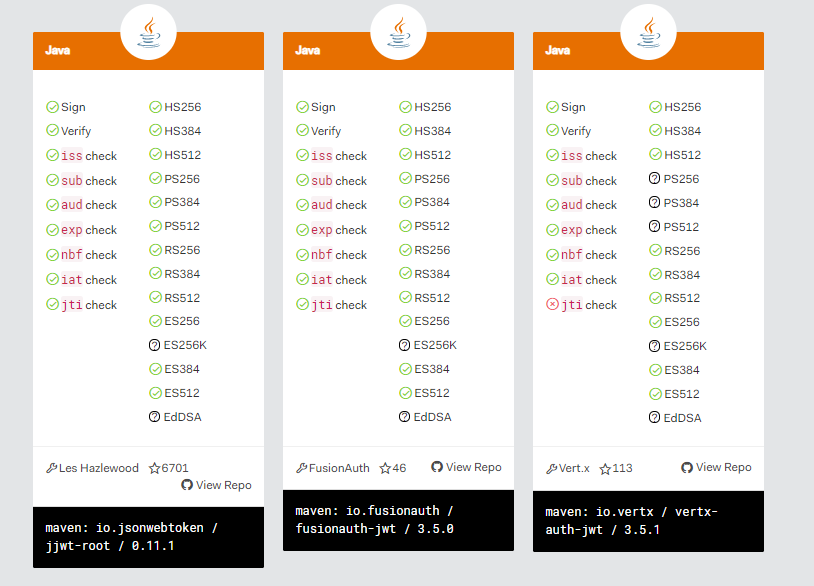 Java
Sign
Verify
iss check
sub check
aud check
exp check
nbf check
iat check
jti check
HS256
HS384
HS512
PS256
PS384
PS512
RS256
RS384
RS512
ES256
ES256K
ES384
ES512
EdDSA
Les Hazlewood 6701
View Repo
maven: io.jsonwebtoken /
jjwt-root / 0.11.1
Java
Sign
Verify
iss check
sub check
aud check
exp check
nbf check
iat check
jti check
HS256
HS384
HS512
PS256
PS384
PS512
RS256
RS384
RS512
ES256
ES256K
ES384
ES512
EdDSA
FusionAuth 46 View Repo
maven: io.fusionauth /
fusionauth-jwt / 3.5.0
Java
Sign
Verify
iss check
sub check
aud check
exp check
nbf check
iat check
jti check
HS256
HS384
HS512
PS256
PS384
PS512
RS256
RS384
RS512
ES256
ES256K
ES384
ES512
EdDSA
Vert.x 113 View Repo
maven: io.vertx / vertx-
auth-jwt / 3.5.1